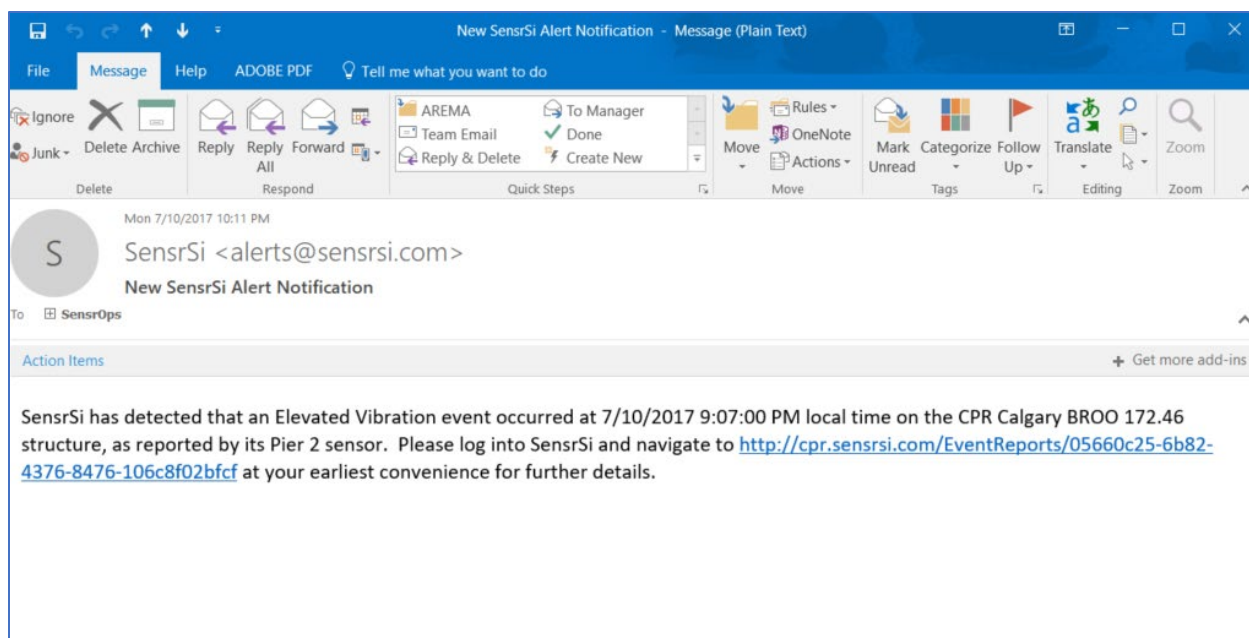 New SensrSi Alert Notification - Message (Plain Text)
File Message Help ADOBE PDF Tell me what you want to do
Ignore
Junk
Delete Archive
Delete
Reply Reply All Forward
Respond
AREMA To Manager
Team Email Done
Reply & Delete Create New
Quick Steps
Move
Rules
OneNote
Actions
Move
Mark Unread Categorize Follow Up
Tags
Translate
Editing
Zoom
Zoom
Mon 7/10/2017 10:11 PM
S
SensrSi <alerts@sensrsi.com>
New SensrSi Alert Notification
To SensrOps
Action Items + Get more add-ins
SensrSi has detected that an Elevated Vibration event occurred at 7/10/2017 9:07:00 PM local time on the CPR Calgary BROO 172.46
structure, as reported by its Pier 2 sensor.  Please log into SensrSi and navigate to http://cpr.sensrsi.com/EventReports/05660c25-6b82-
4376-8476-106c8f02bfcf at your earliest convenience for further details.